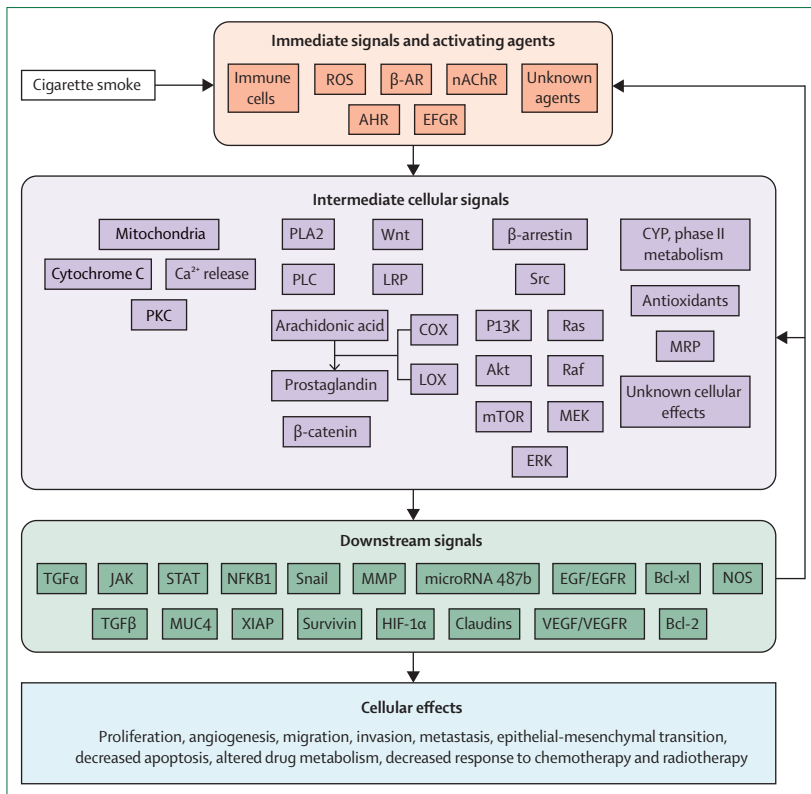 Immediate signals and activating agents
Cigarette smoke
Immune
cells
ROS
β-AR
nAChR
Unknown
agents
AHR
EFGR
Intermediate cellular signals
Mitochondria
Cytochrome C
Ca²⁺ release
PKC
PLA2
Wnt
PLC
LRP
Arachidonic acid
COX
LOX
Prostaglandin
β-catenin
β-arrestin
Src
P13K
Ras
Akt
Raf
mTOR
MEK
ERK
CYP, phase II
metabolism
Antioxidants
MRP
Unknown cellular
effects
Downstream signals
TGFα
JAK
STAT
NFKB1
Snail
MMP
microRNA 487b
EGF/EGFR
Bcl-xl
NOS
TGFβ
MUC4
XIAP
Survivin
HIF-1α
Claudins
VEGF/VEGFR
Bcl-2
Cellular effects
Proliferation, angiogenesis, migration, invasion, metastasis, epithelial-mesenchymal transition,
decreased apoptosis, altered drug metabolism, decreased response to chemotherapy and radiotherapy